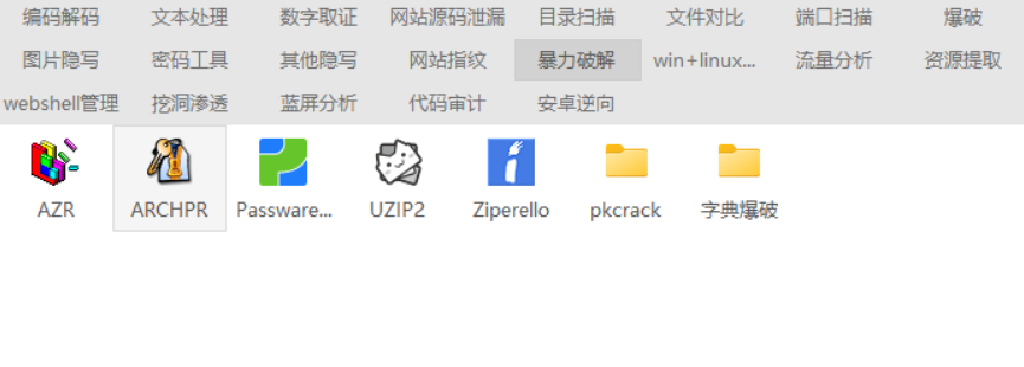 编码解码 文本处理 数字取证 网站源码泄漏 目录扫描 文件对比 端口扫描 爆破
图片隐写 密码工具 其他隐写 网站指纹 暴力破解 win+linux... 流量分析 资源提取
webshell管理 挖洞渗透 蓝屏分析 代码审计 安卓逆向
AZR ARCHPR Passware... UZIP2 Ziperello pkcrack 字典爆破